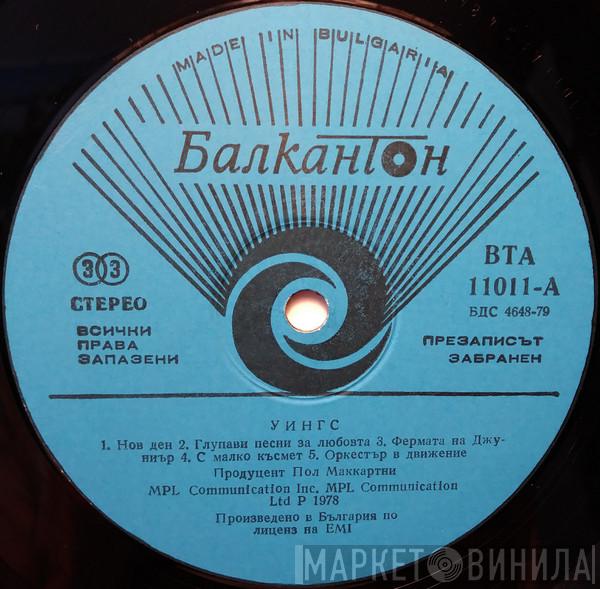 MADE IN BULGARIA
Балкантон
33
СТЕРЕО
ВСИЧКИ
ПРАВА
ЗАПАЗЕНИ
ВТА
11011-А
БДС 4648-79
ПРЕЗАПИСЪТ
ЗАБРАНЕН
УИНГС
1. Нов ден 2. Глупави песни за любовта 3. Фермата на Джу-
ниър 4. С малко късмет 5. Оркестър в движение
Продуцент Пол Маккартни
MPL Communication Inc. MPL Communication
Ltd P 1978
Произведено в България по
лиценз на EMI
МАРКЕТ ВИНИЛА